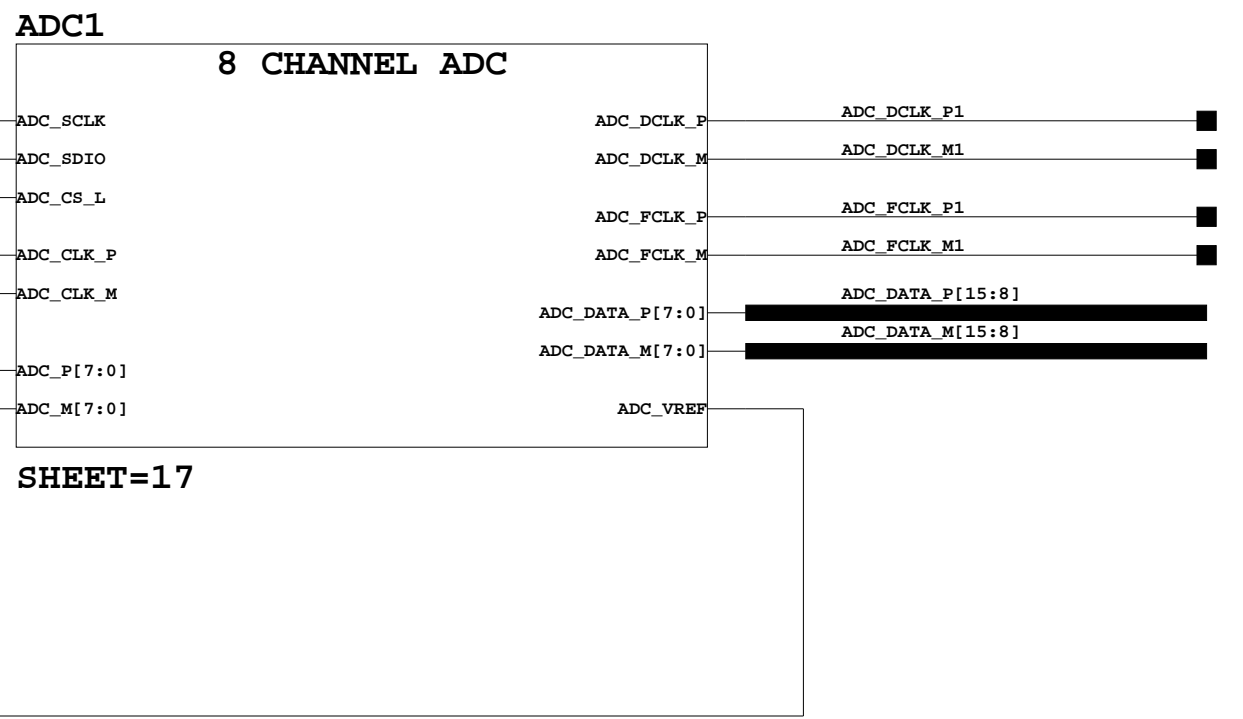 ADC1
8 CHANNEL ADC
ADC_SCLK
ADC_SDIO
ADC_CS_L
ADC_CLK_P
ADC_CLK_M
ADC_P[7:0]
ADC_M[7:0]
ADC_DCLK_P
ADC_DCLK_M
ADC_FCLK_P
ADC_FCLK_M
ADC_DATA_P[7:0]
ADC_DATA_M[7:0]
ADC_VREF
ADC_DCLK_P1
ADC_DCLK_M1
ADC_FCLK_P1
ADC_FCLK_M1
ADC_DATA_P[15:8]
ADC_DATA_M[15:8]
SHEET=17